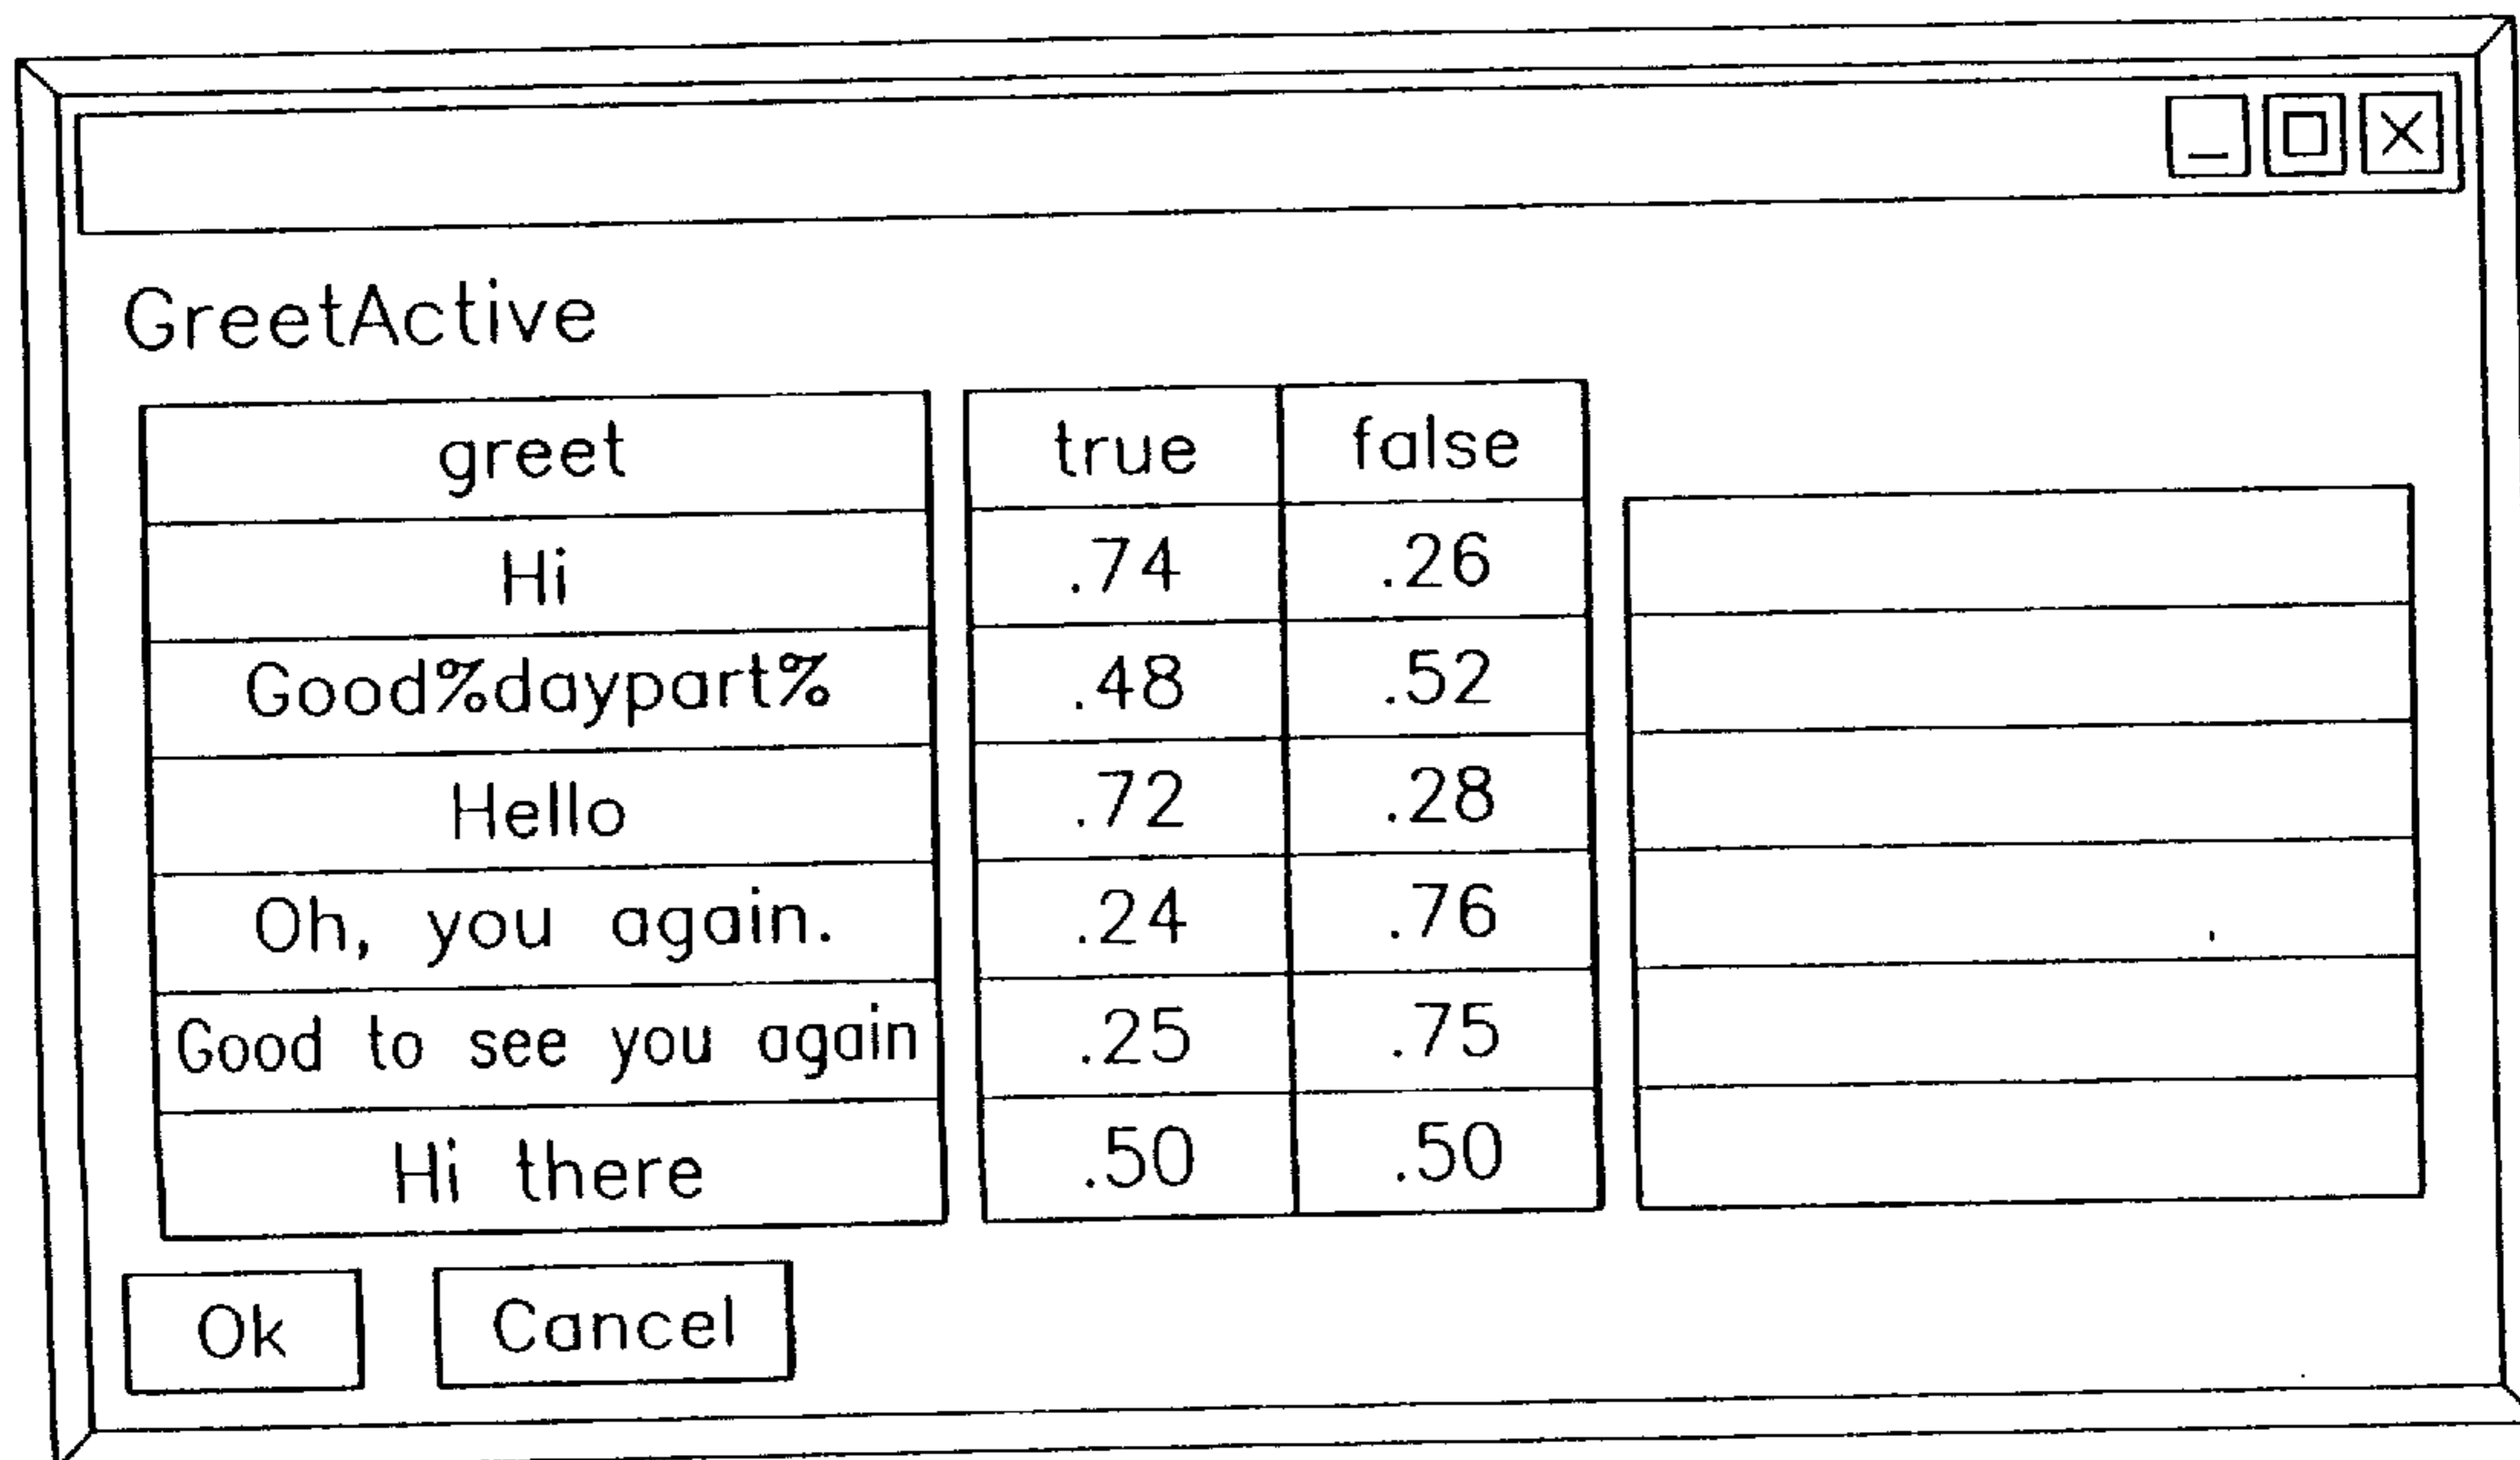 GreetActive
greet true false
Hi .74 .26
Good%daypart% .48 .52
Hello .72 .28
Oh, you again. .24 .76
Good to see you again .25 .75
Hi there .50 .50
Ok Cancel